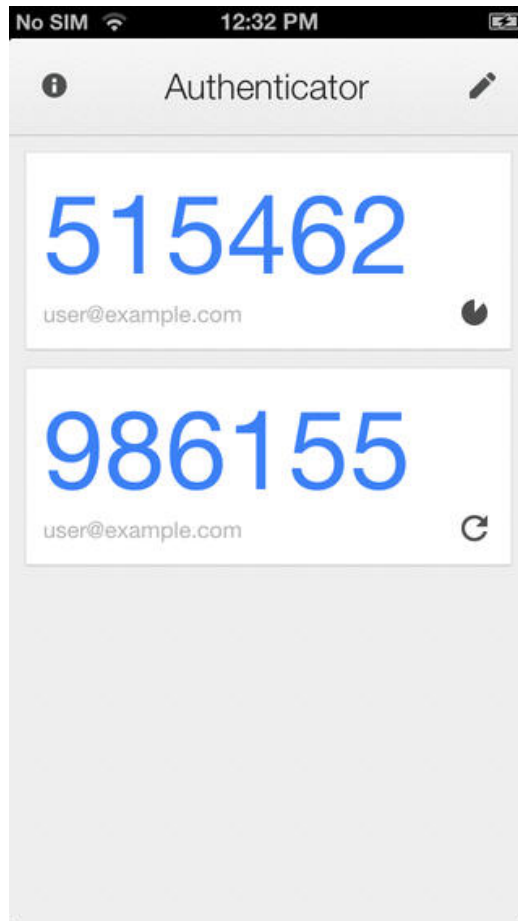 No SIM 12:32 PM
Authenticator
515462
user@example.com
986155
user@example.com